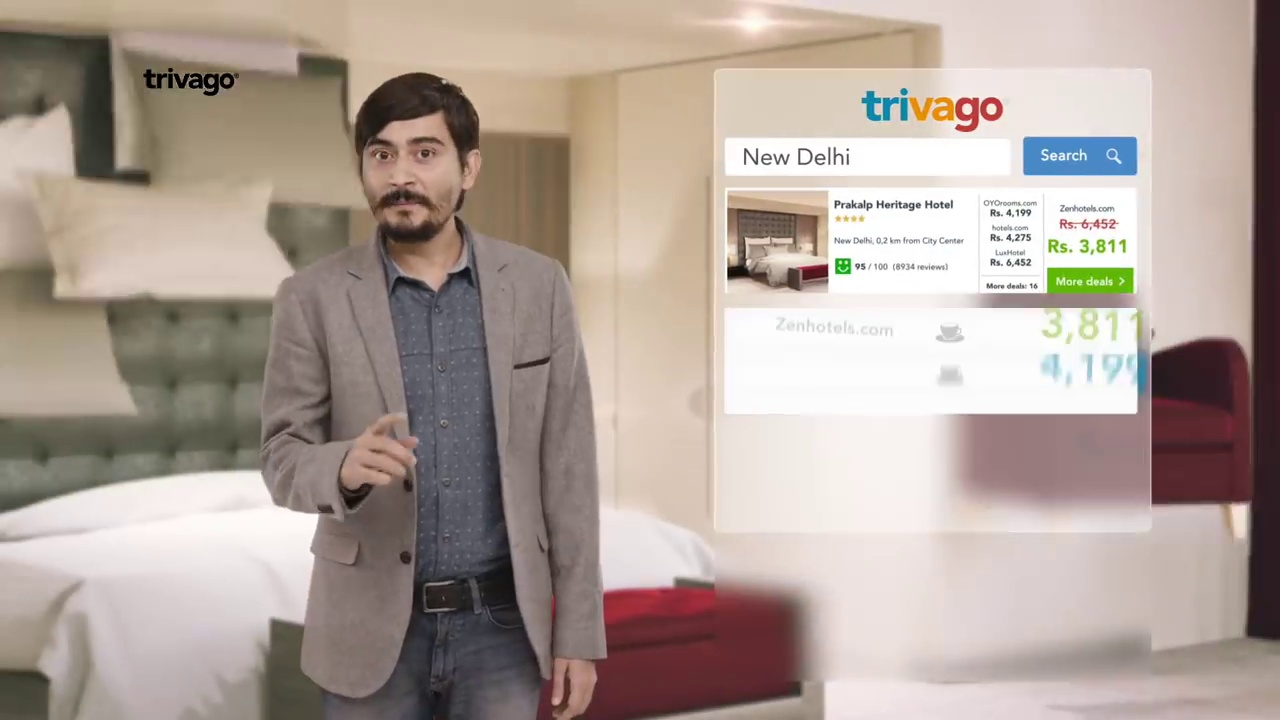 trivago
trivago
New Delhi
Search
Prakalp Heritage Hotel
New Delhi, 0,2 km from City Center
95 / 100 (8934 reviews)
OYOrooms.com
Rs. 4,199
hotels.com
Rs. 4,275
LuxHotel
Rs. 6,452
More deals: 16
Zenhotels.com
Rs. 6,452
Rs. 3,811
More deals >
Zenhotels.com
3,811
4,199